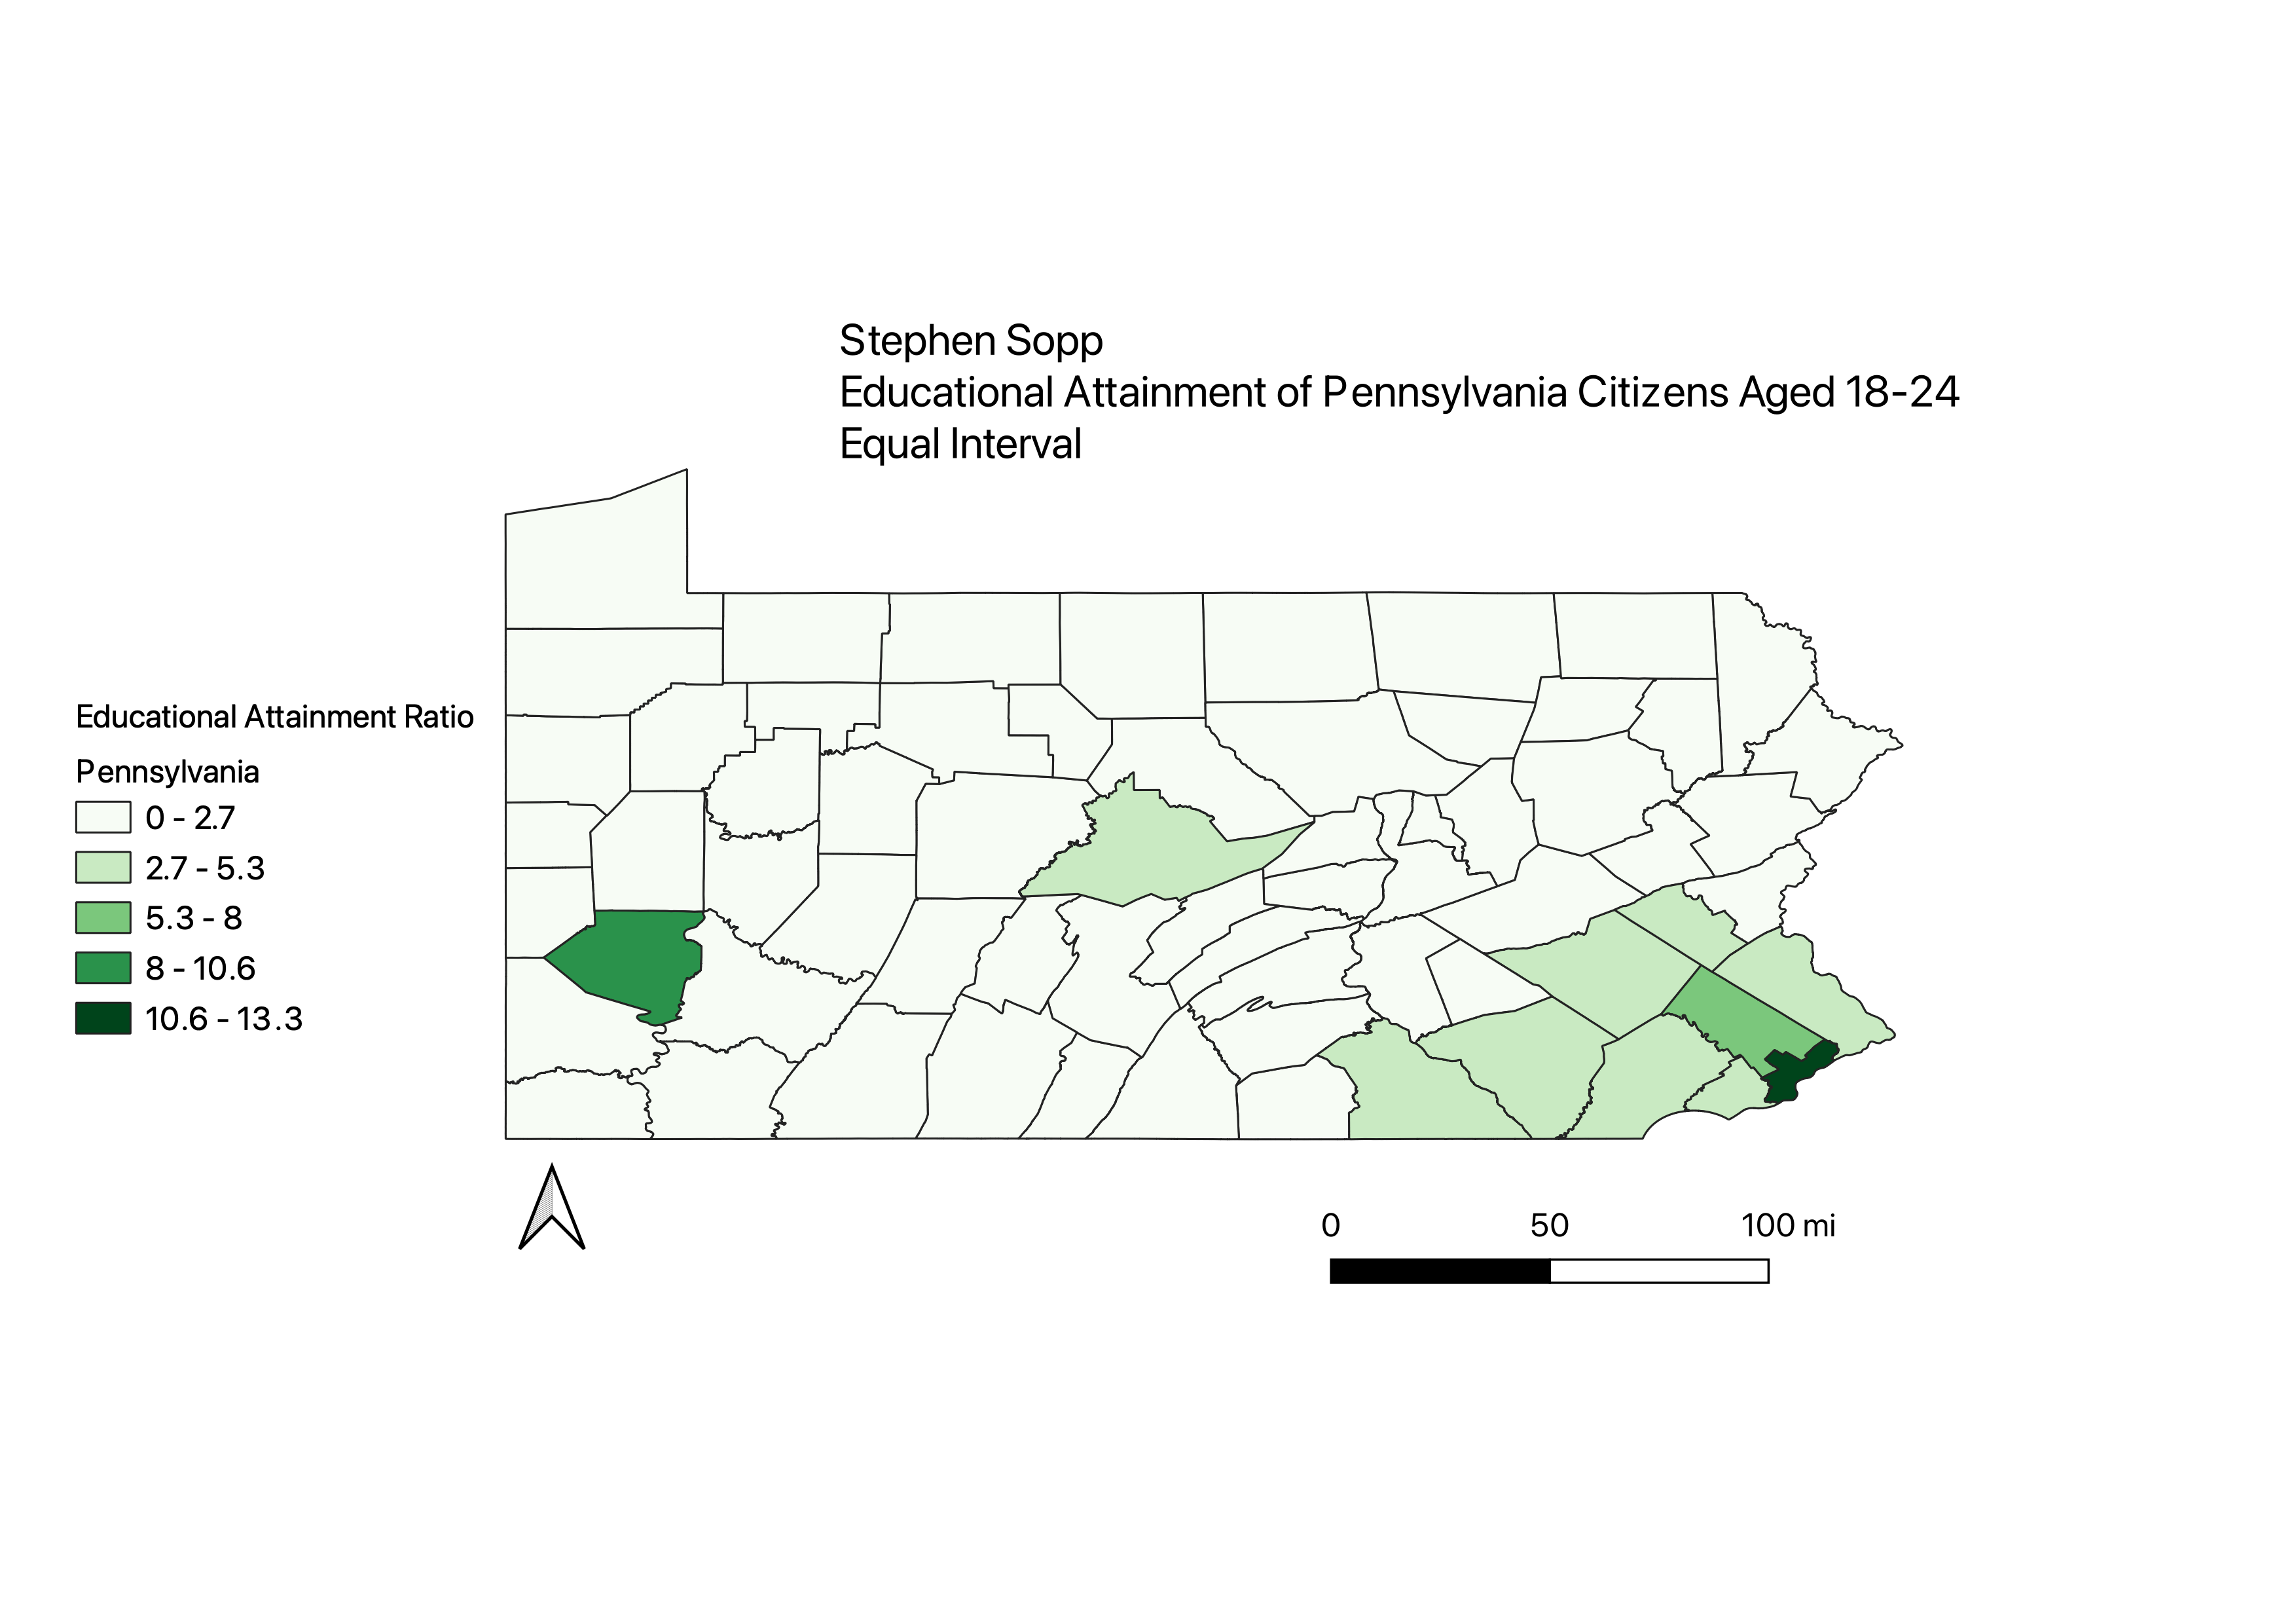 Stephen Sopp
Educational Attainment of Pennsylvania Citizens Aged 18-24
Equal Interval
Educational Attainment Ratio
Pennsylvania
0 - 2.7
2.7 - 5.3
5.3 - 8
8 - 10.6
10.6 - 13.3
0 50 100 mi